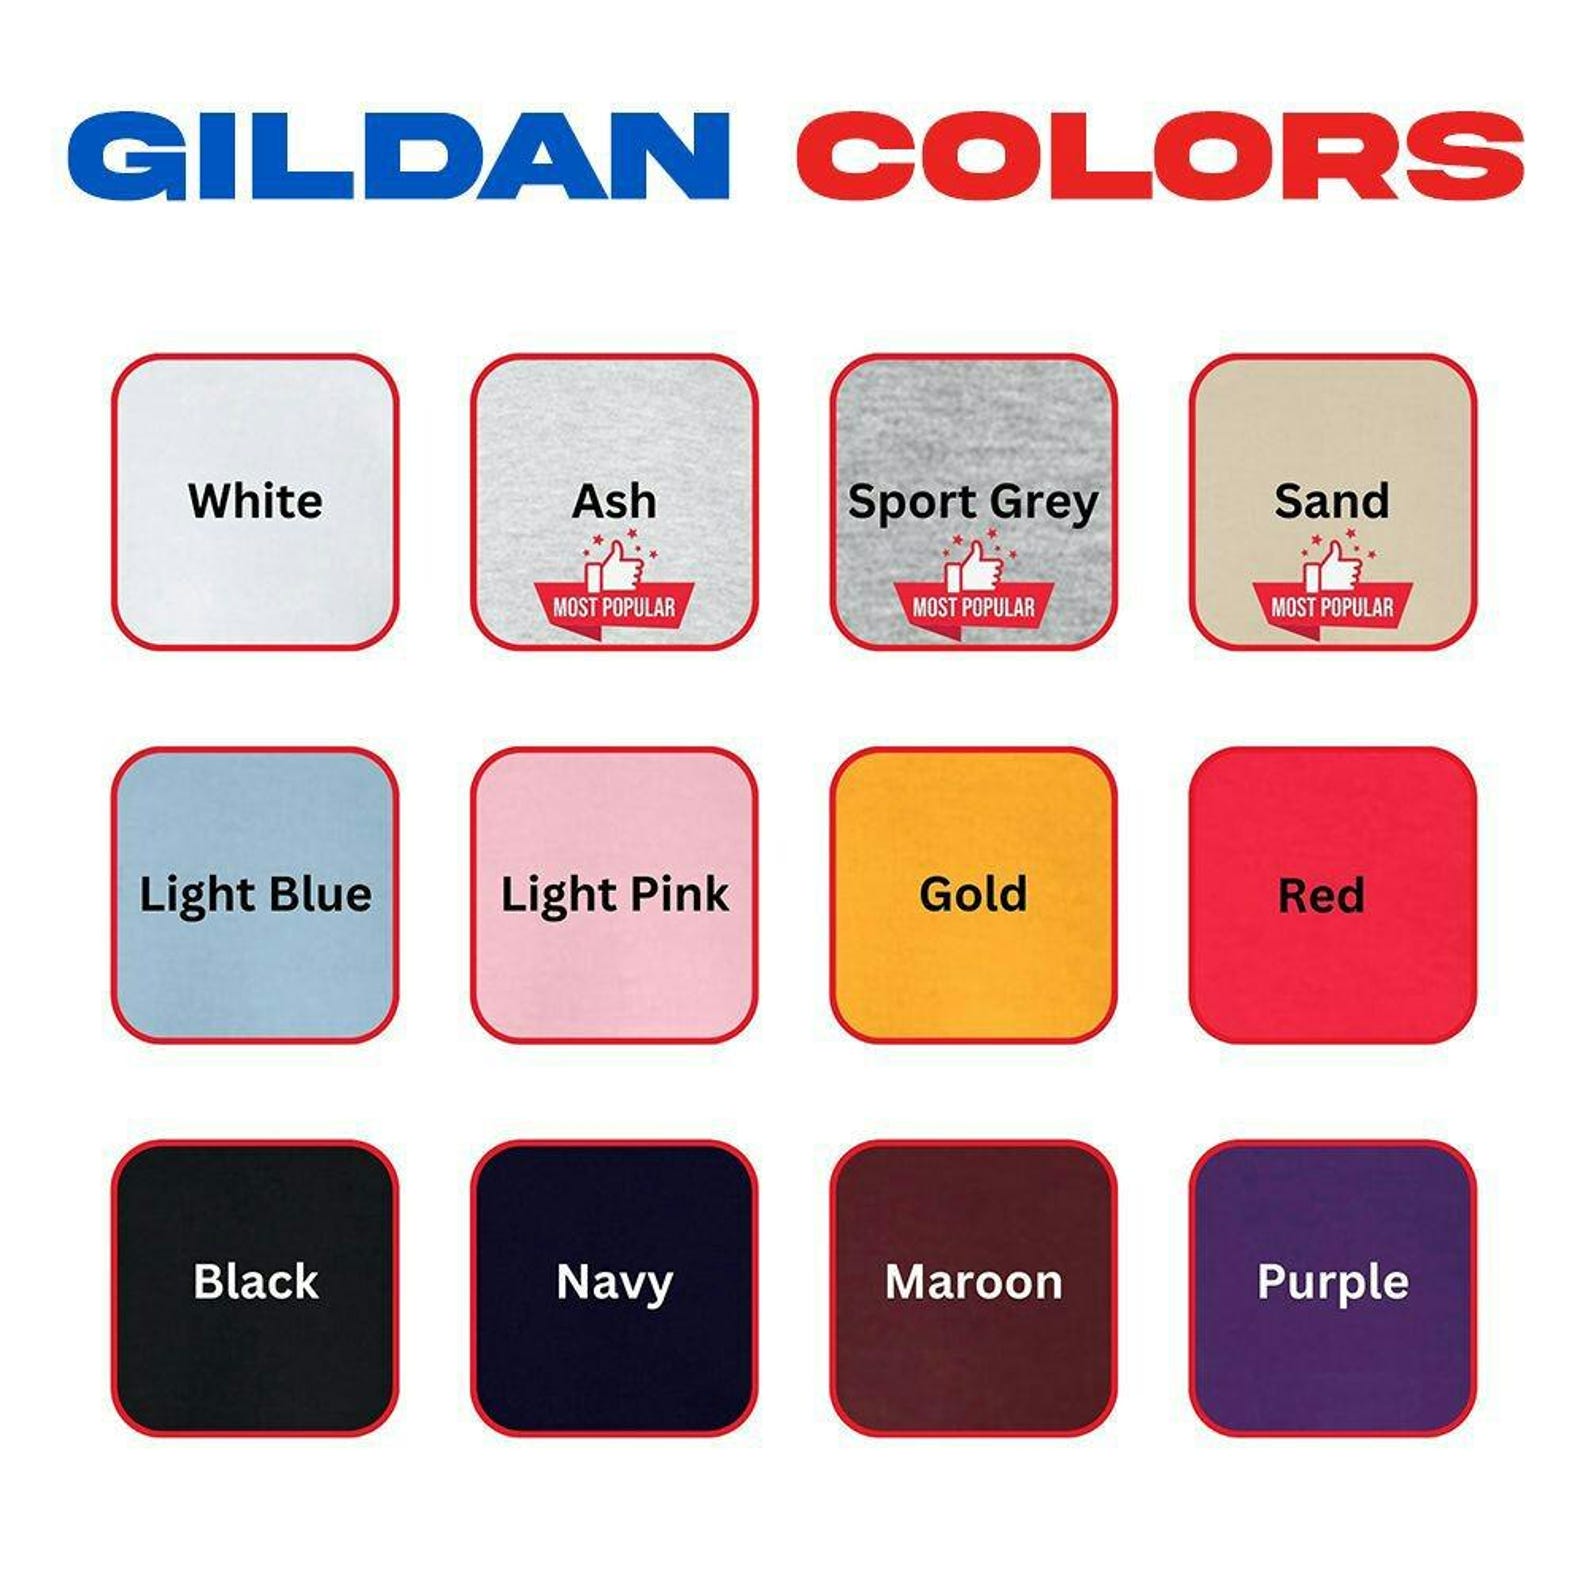 GILDAN COLORS
White
Ash
MOST POPULAR
Sport Grey
MOST POPULAR
Sand
MOST POPULAR
Light Blue
Light Pink
Gold
Red
Black
Navy
Maroon
Purple